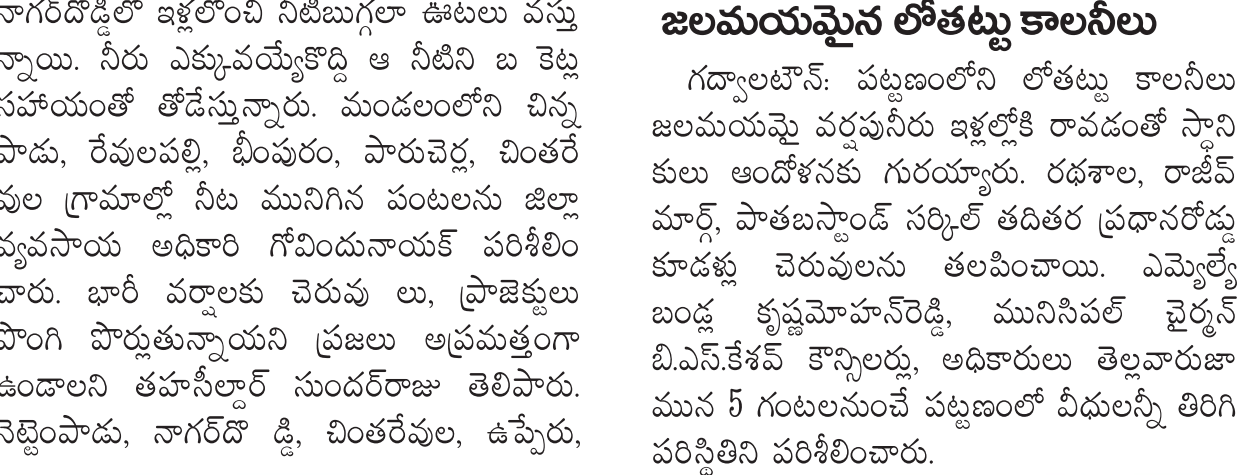 నాగర్‌దొడ్డిలో ఇళ్లలోంచి నీటిబుగ్గలా ఊటలు వస్తు
న్నాయి. నీరు ఎక్కువయ్యేకొద్ది ఆ నీటిని బ కెట్ల
సహాయంతో తోడేస్తున్నారు. మండలంలోని చిన్న
పాడు, రేవులపల్లి, భీంపురం, పారుచెర్ల, చింతరే
వుల గ్రామాల్లో నీట మునిగిన పంటలను జిల్లా
వ్యవసాయ అధికారి గోవిందునాయక్ పరిశీలిం
చారు. భారీ వర్షాలకు చెరువు లు, ప్రాజెక్టులు
పొంగి పొర్లుతున్నాయని ప్రజలు అప్రమత్తంగా
ఉండాలని తహసీల్దార్ సుందర్‌రాజు తెలిపారు.
నెట్టెంపాడు, నాగర్‌దొ డ్డి, చింతరేవుల, ఉప్పేరు,
జలమయమైన లోతట్టు కాలనీలు
గద్వాలటౌన్: పట్టణంలోని లోతట్టు కాలనీలు
జలమయమై వర్షపునీరు ఇళ్లల్లోకి రావడంతో స్థాని
కులు ఆందోళనకు గురయ్యారు. రథశాల, రాజీవ్
మార్గ్, పాతబస్టాండ్ సర్కిల్ తదితర ప్రధానరోడ్డు
కూడళ్లు చెరువులను తలపించాయి. ఎమ్యెల్యే
బండ్ల కృష్ణమోహన్‌రెడ్డి, మునిసిపల్ చైర్మన్
బి.ఎస్.కేశవ్ కౌన్సిలర్లు, అధికారులు తెల్లవారుజా
మున 5 గంటలనుంచే పట్టణంలో వీధులన్నీ తిరిగి
పరిస్థితిని పరిశీలించారు.